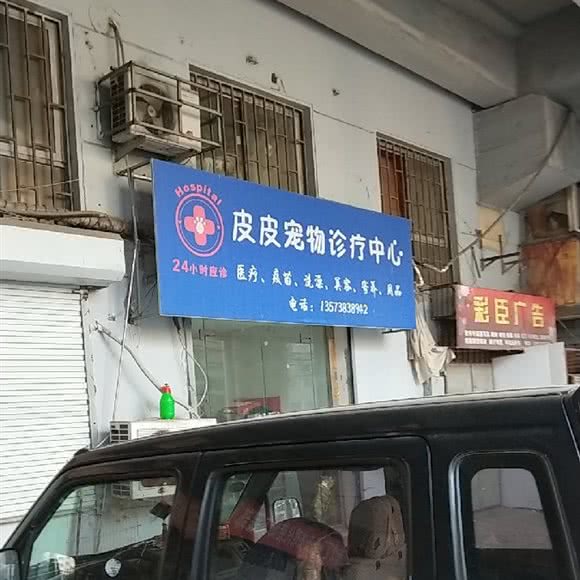 Hospital
皮皮宠物诊疗中心
24小时应诊
医疗、疫苗、洗澡、美容、寄养、用品
电话：13573838942
彩臣广告